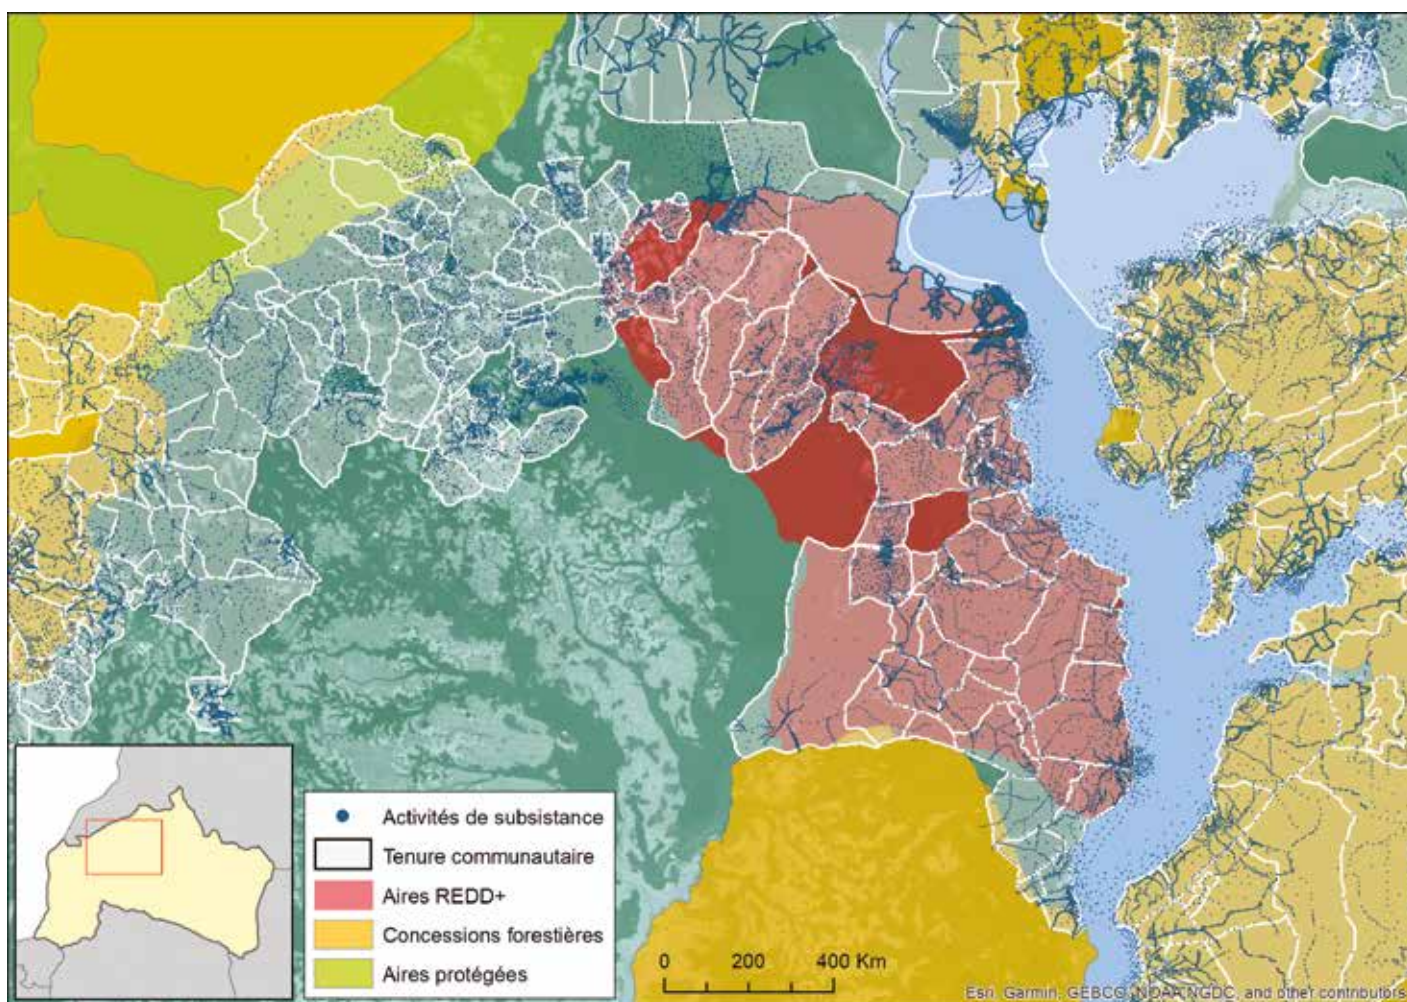 Activités de subsistance
Tenure communautaire
Aires REDD+
Concessions forestières
Aires protégées
0 200 400 Km
Esri, Garmin, GEBCO, NOAA NGDC, and other contributors